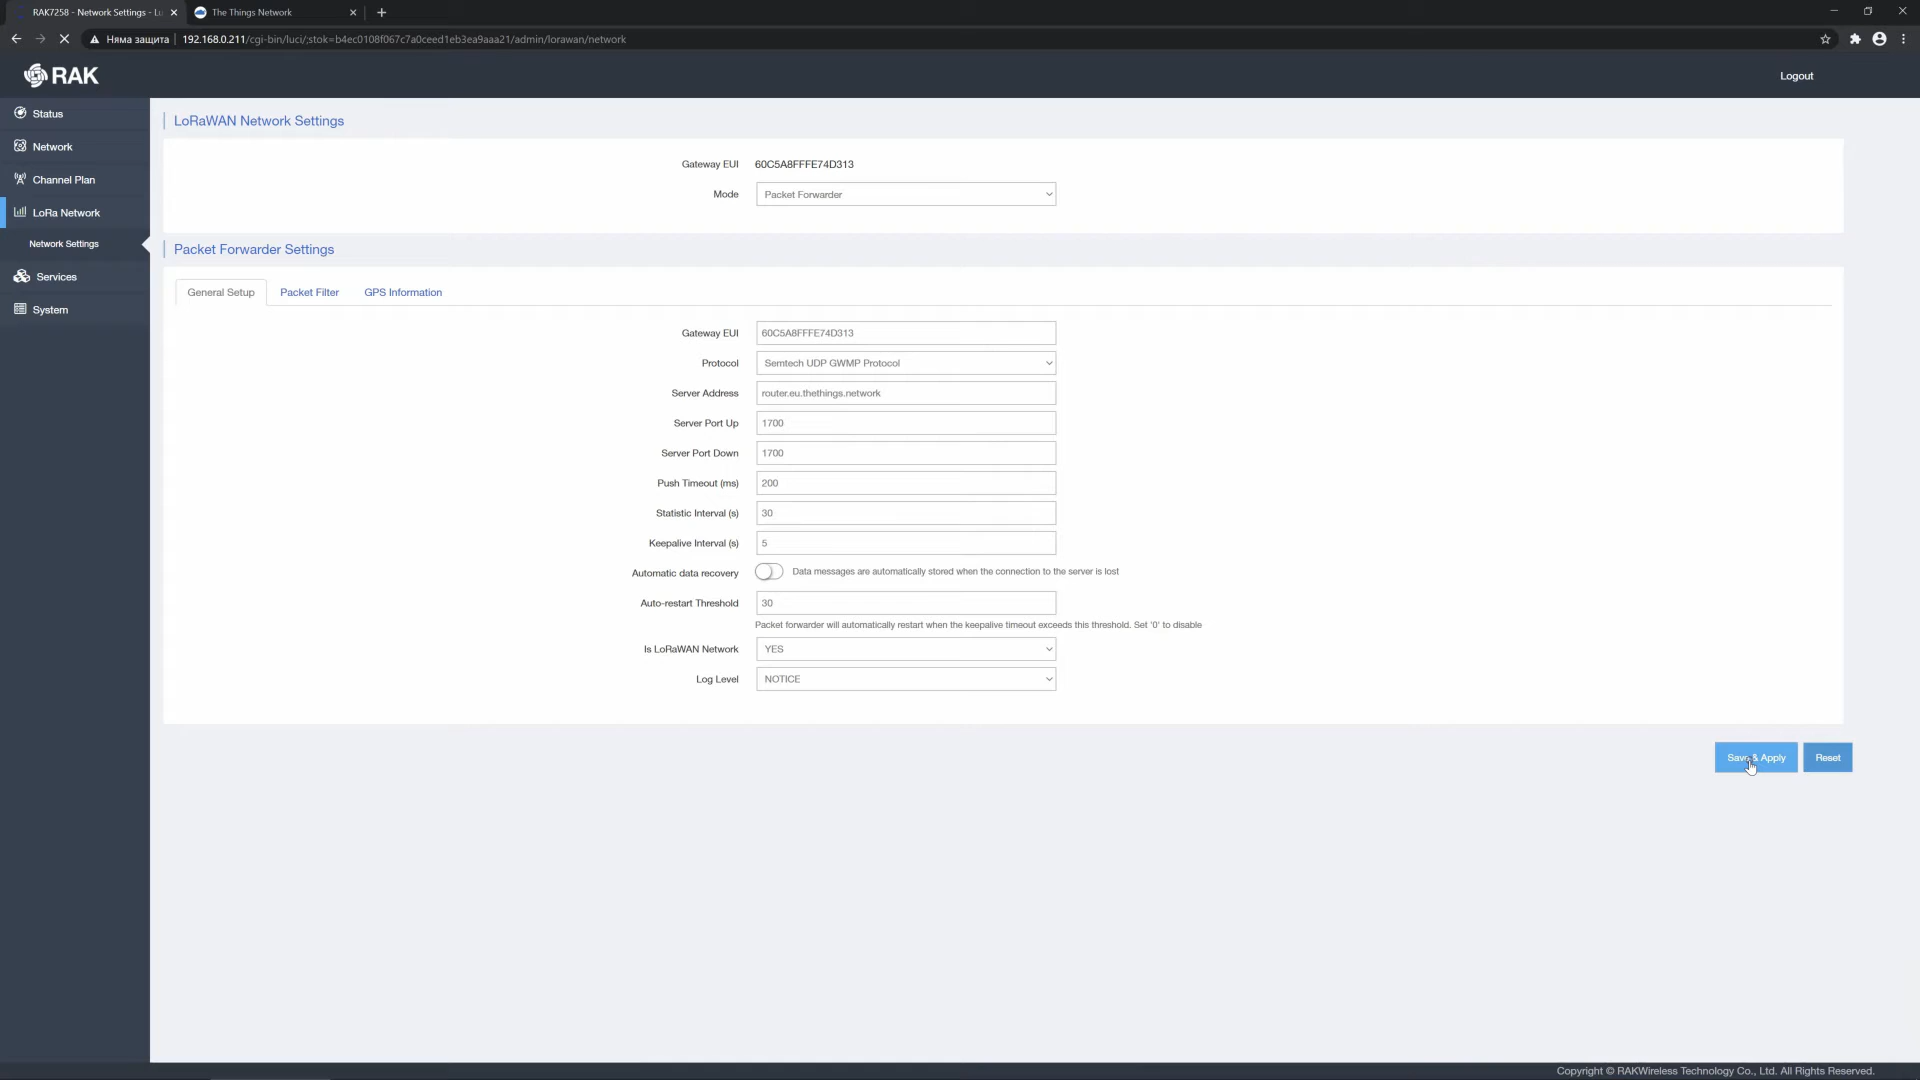 RAK7258 - Network Settings - Lu
The Things Network
Няма защита
192.168.0.211/cgi-bin/luci/;stok=b4ec0108f067c7a0ceed1eb3ea9aaa21/admin/lorawan/network
RAK
Logout
Status
Network
Channel Plan
LoRa Network
Network Settings
Services
System
LoRaWAN Network Settings
Gateway EUI 60C5A8FFFE74D313
Mode Packet Forwarder
Packet Forwarder Settings
General Setup Packet Filter GPS Information
Gateway EUI 60C5A8FFFE74D313
Protocol Semtech UDP GWMP Protocol
Server Address router.eu.thethings.network
Server Port Up 1700
Server Port Down 1700
Push Timeout (ms) 200
Statistic Interval (s) 30
Keepalive Interval (s) 5
Automatic data recovery Data messages are automatically stored when the connection to the server is lost
Auto-restart Threshold 30
Packet forwarder will automatically restart when the keepalive timeout exceeds this threshold. Set '0' to disable
Is LoRaWAN Network YES
Log Level NOTICE
Save & Apply Reset
Copyright © RAKWireless Technology Co., Ltd. All Rights Reserved.